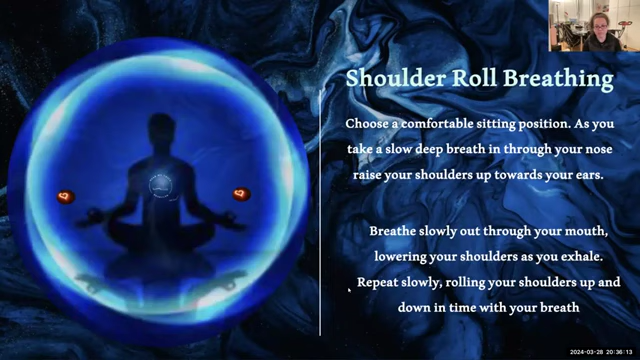 Shoulder Roll Breathing
Choose a comfortable sitting position. As you
take a slow deep breath in through your nose
raise your shoulders up towards your ears.
Breathe slowly out through your mouth,
lowering your shoulders as you exhale.
Repeat slowly, rolling your shoulders up and
down in time with your breath
2024-03-28 20:36:13